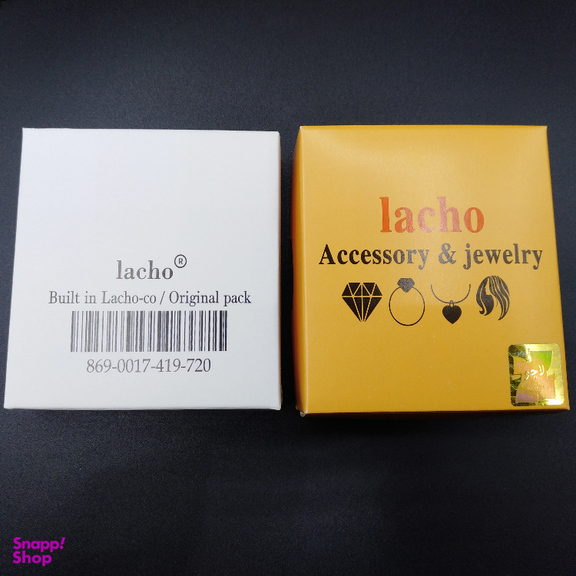 lacho®
Built in Lacho-co / Original pack
869-0017-419-720
lacho
Accessory & jewelry
Snapp!
Shop